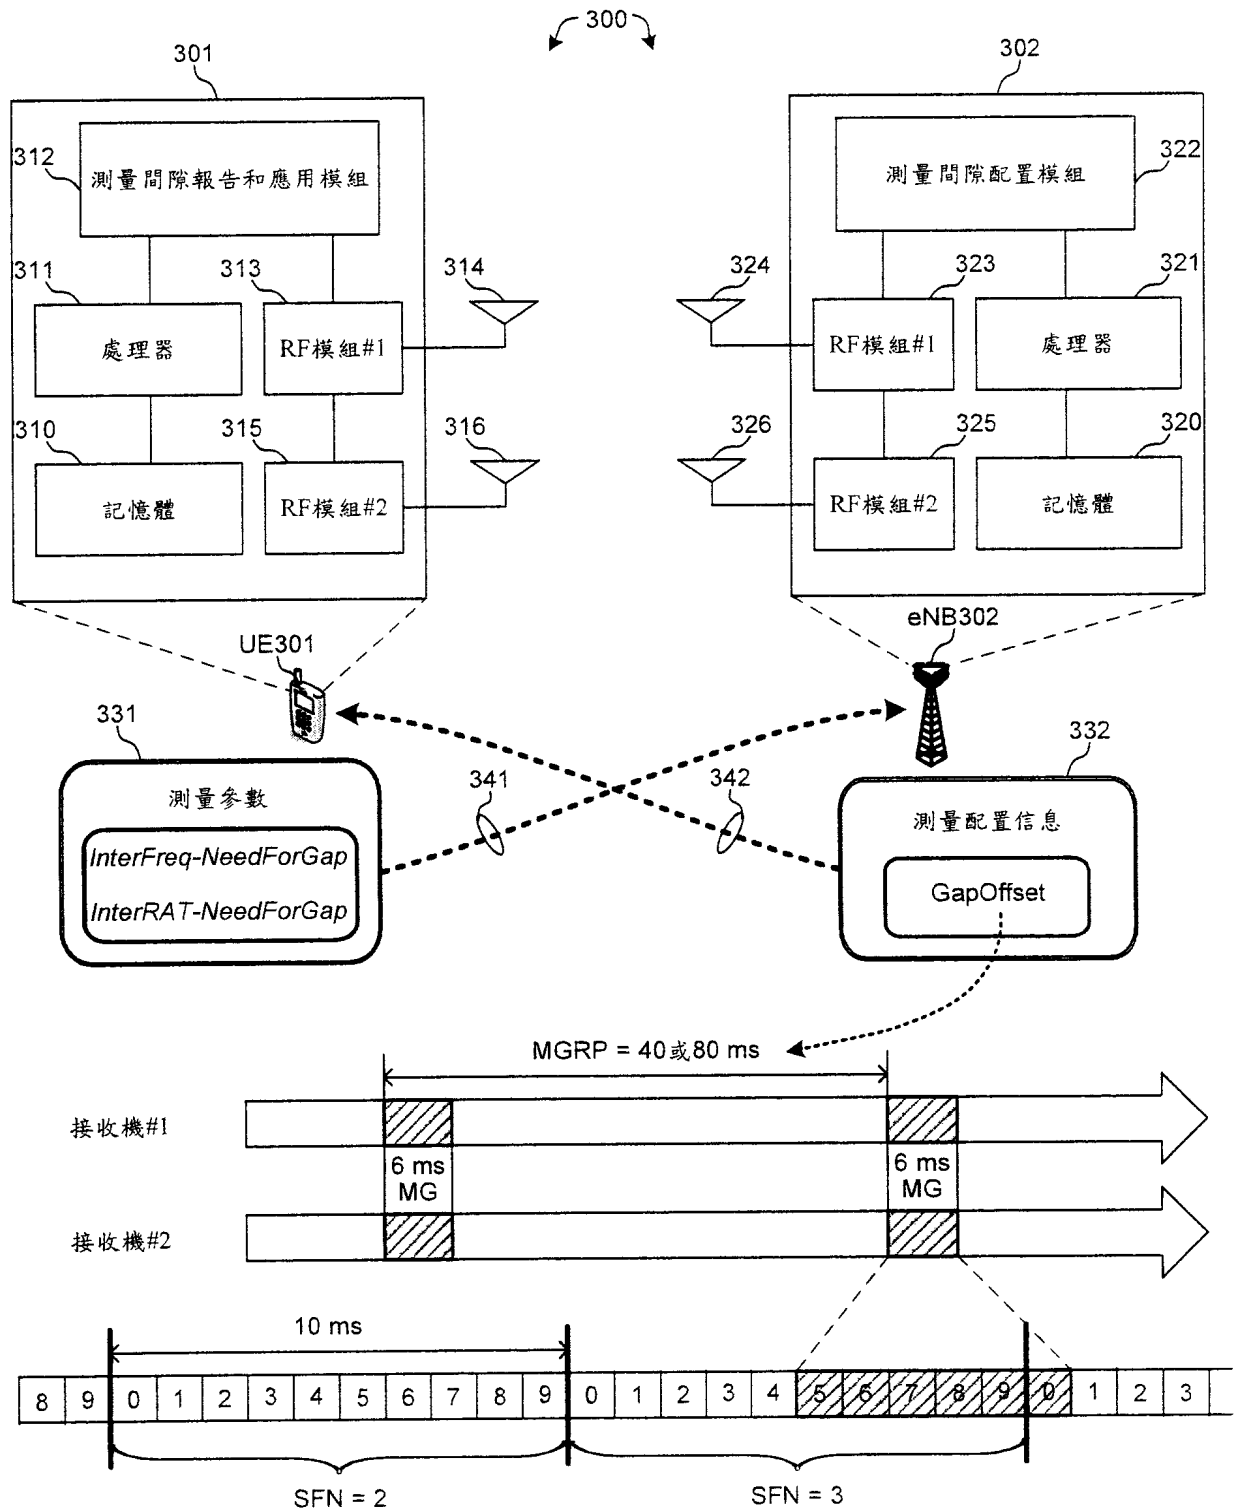 300
301
302
312
測量間隙報告和應用模組
測量間隙配置模組
322
311
313
314
324
323
321
處理器
RF模組#1
RF模組#1
處理器
310
315
316
326
325
320
記憶體
RF模組#2
RF模組#2
記憶體
UE301
eNB302
331
332
測量參數
341
342
測量配置信息
InterFreq-NeedForGap
GapOffset
InterRAT-NeedForGap
MGRP = 40或80 ms
接收機#1
6 ms
MG
6 ms
MG
接收機#2
10 ms
8 9 0 1 2 3 4 5 6 7 8 9 0 1 2 3 4 5 6 7 8 9 0 1 2 3
SFN = 2
SFN = 3